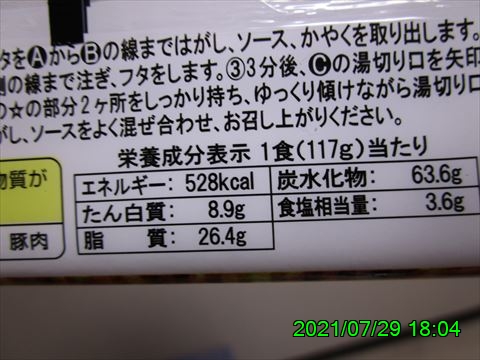 タをⒶからⒷの線まではがし、ソース、かやくを取り出します。
側の線まで注ぎ、フタをします。③3分後、Ⓒの湯切り口を矢印
の☆の部分2ヶ所をしっかり持ち、ゆっくり傾けながら湯切り
がし、ソースをよく混ぜ合わせ、お召し上がりください。
栄養成分表示 1食(117g)当たり
物質が
エネルギー: 528kcal 炭水化物: 63.6g
たん白質: 8.9g 食塩相当量: 3.6g
豚肉
脂 質: 26.4g
2021/07/29 18:04